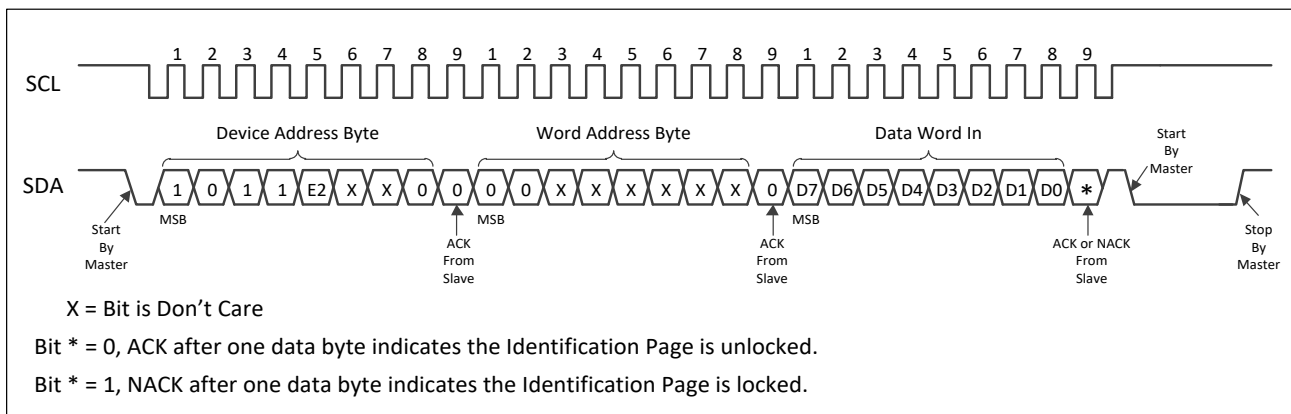 1 2 3 4 5 6 7 8 9 1 2 3 4 5 6 7 8 9 1 2 3 4 5 6 7 8 9
SCL
Device Address Byte Word Address Byte Data Word In
Start
By
Master
SDA
1 0 1 1 E2 X X 0 0 0 0 X X X X X X 0 D7 D6 D5 D4 D3 D2 D1 D0 *
MSB MSB MSB
Start
By
Master
ACK
From
Slave
ACK
From
Slave
ACK or NACK
From
Slave
Stop
By
Master
X = Bit is Don’t Care
Bit * = 0, ACK after one data byte indicates the Identification Page is unlocked.
Bit * = 1, NACK after one data byte indicates the Identification Page is locked.